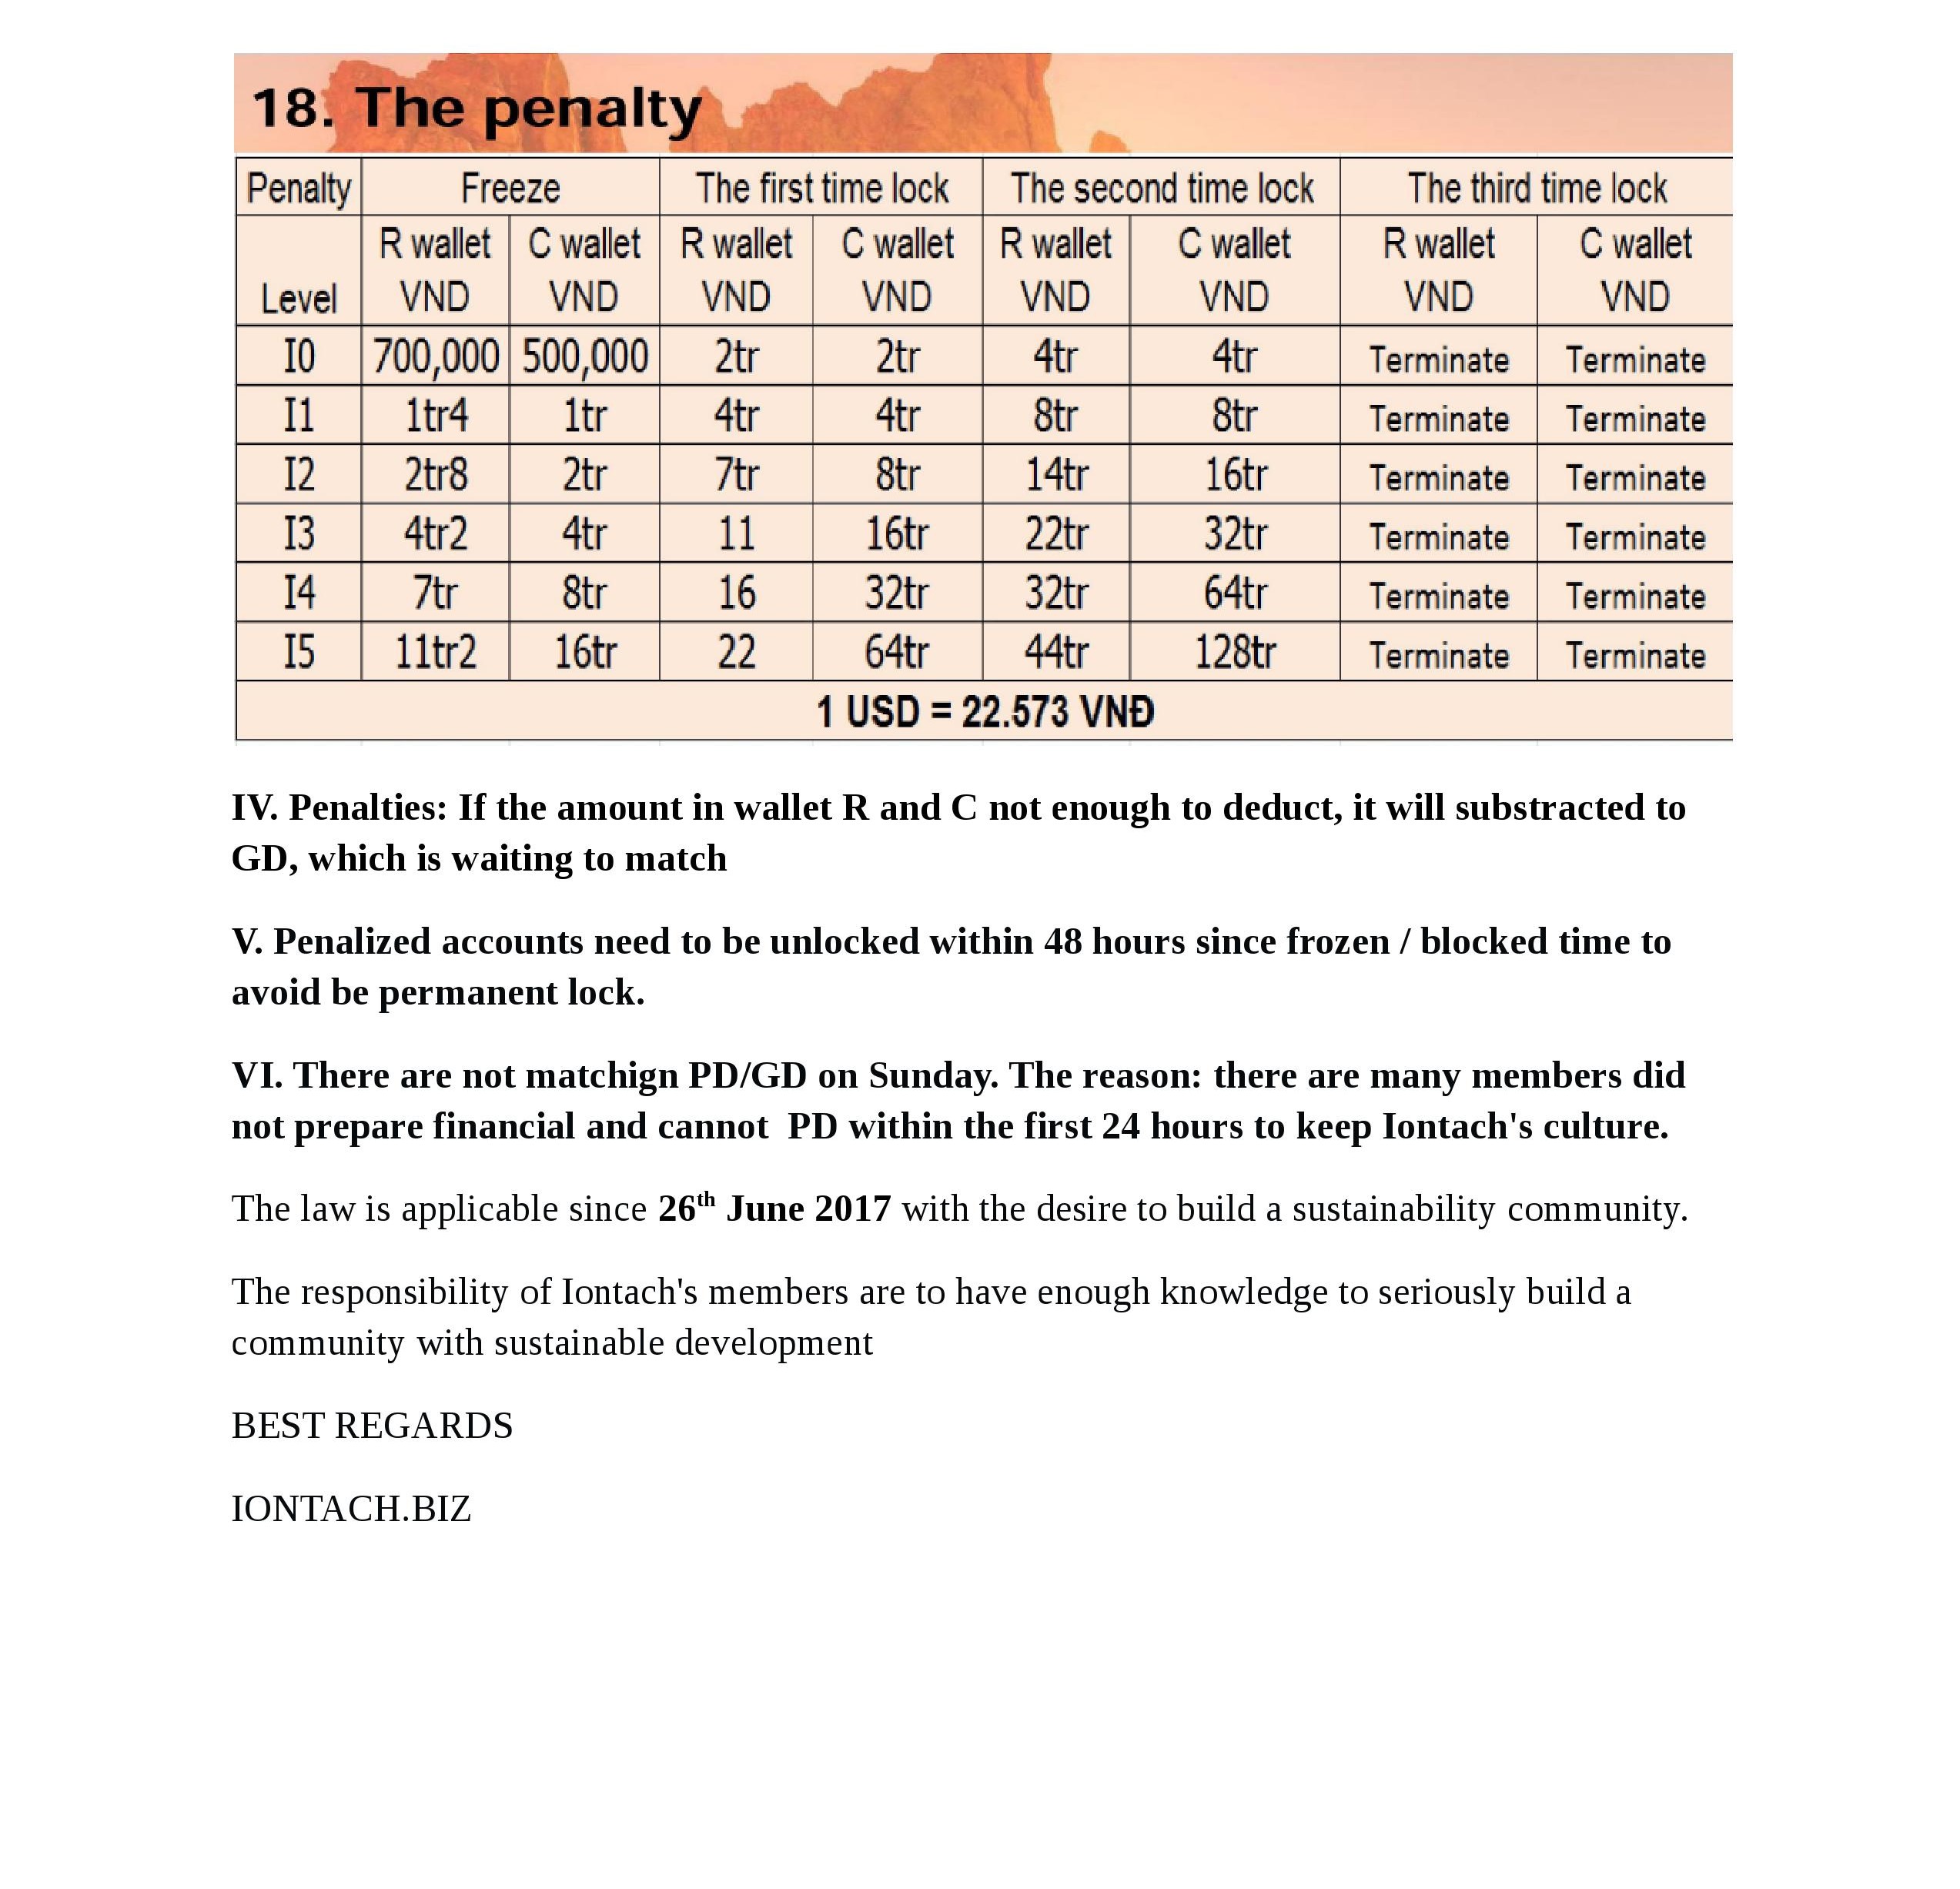 18. The penalty
Penalty Freeze The first time lock The second time lock The third time lock
R wallet C wallet R wallet C wallet R wallet C wallet R wallet C wallet
Level VND VND VND VND VND VND VND VND
I0 700,000 500,000 2tr 2tr 4tr 4tr Terminate Terminate
I1 1tr4 1tr 4tr 4tr 8tr 8tr Terminate Terminate
I2 2tr8 2tr 7tr 8tr 14tr 16tr Terminate Terminate
I3 4tr2 4tr 11 16tr 22tr 32tr Terminate Terminate
I4 7tr 8tr 16 32tr 32tr 64tr Terminate Terminate
I5 11tr2 16tr 22 64tr 44tr 128tr Terminate Terminate
1 USD = 22.573 VNĐ
IV. Penalties: If the amount in wallet R and C not enough to deduct, it will substracted to
GD, which is waiting to match
V. Penalized accounts need to be unlocked within 48 hours since frozen / blocked time to
avoid be permanent lock.
VI. There are not matchign PD/GD on Sunday. The reason: there are many members did
not prepare financial and cannot  PD within the first 24 hours to keep Iontach's culture.
The law is applicable since 26th June 2017 with the desire to build a sustainability community.
The responsibility of Iontach's members are to have enough knowledge to seriously build a
community with sustainable development
BEST REGARDS
IONTACH.BIZ